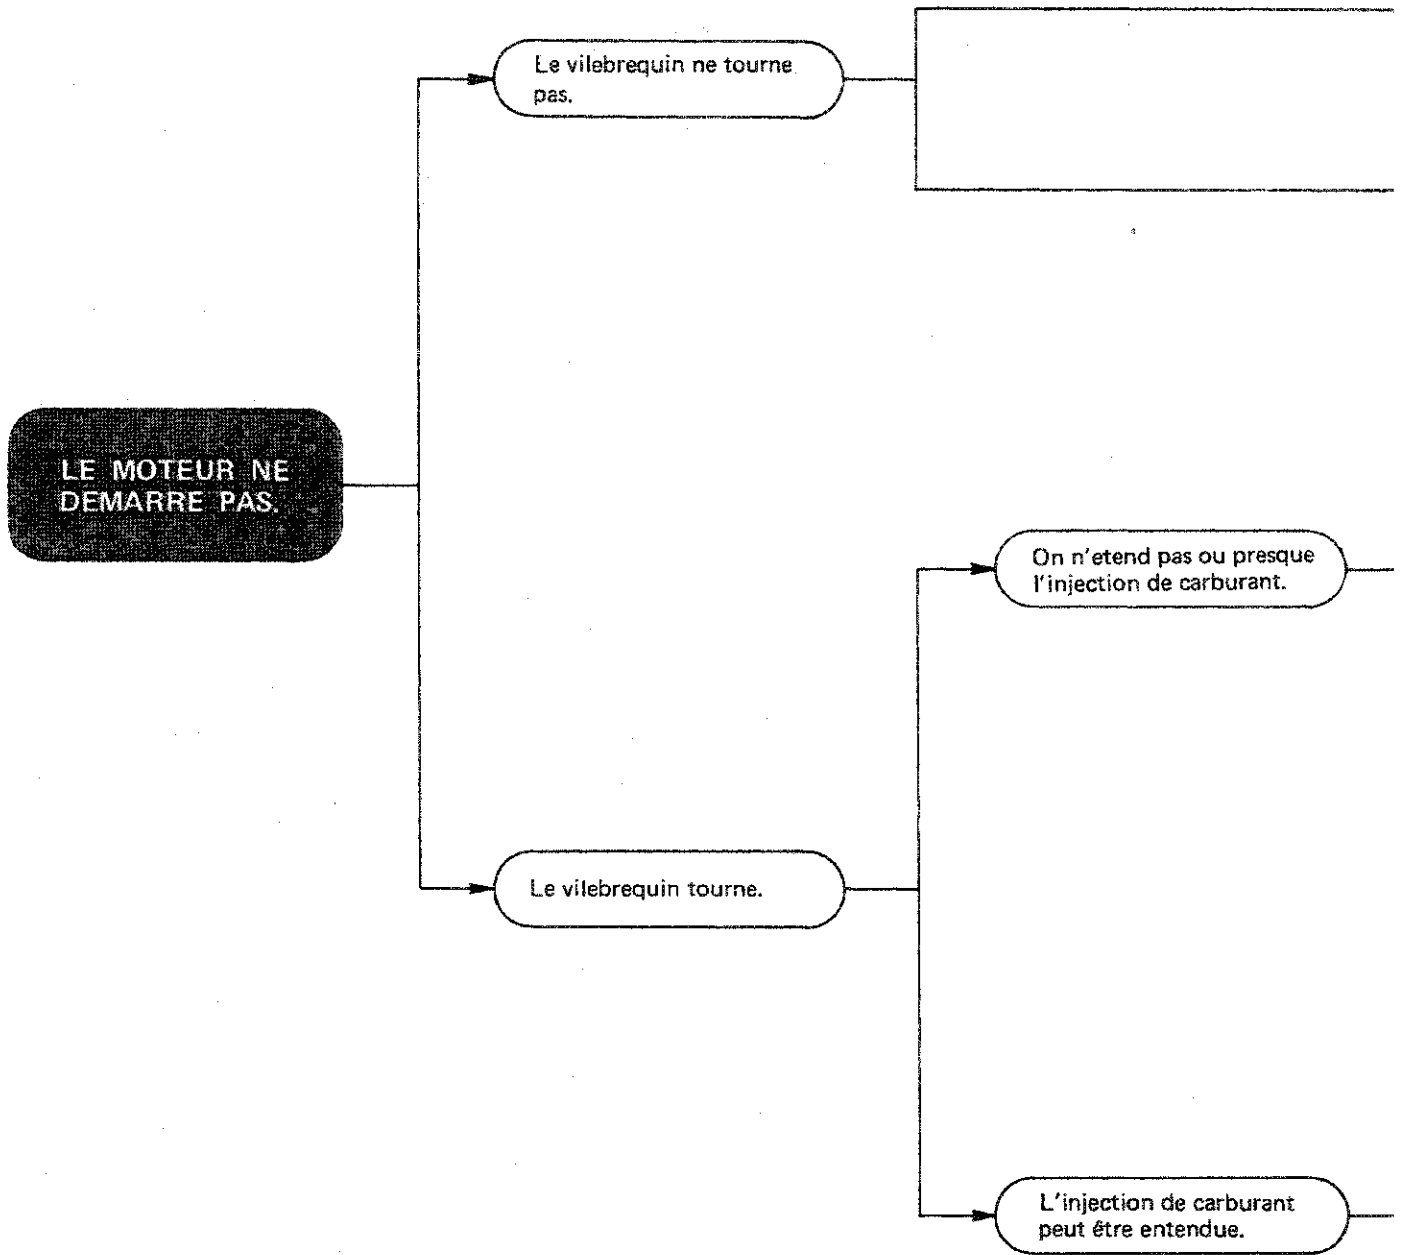 Le vilebrequin ne tourne
pas.
LE MOTEUR NE
DEMARRE PAS.
On n'etend pas ou presque
l'injection de carburant.
Le vilebrequin tourne.
L'injection de carburant
peut être entendue.